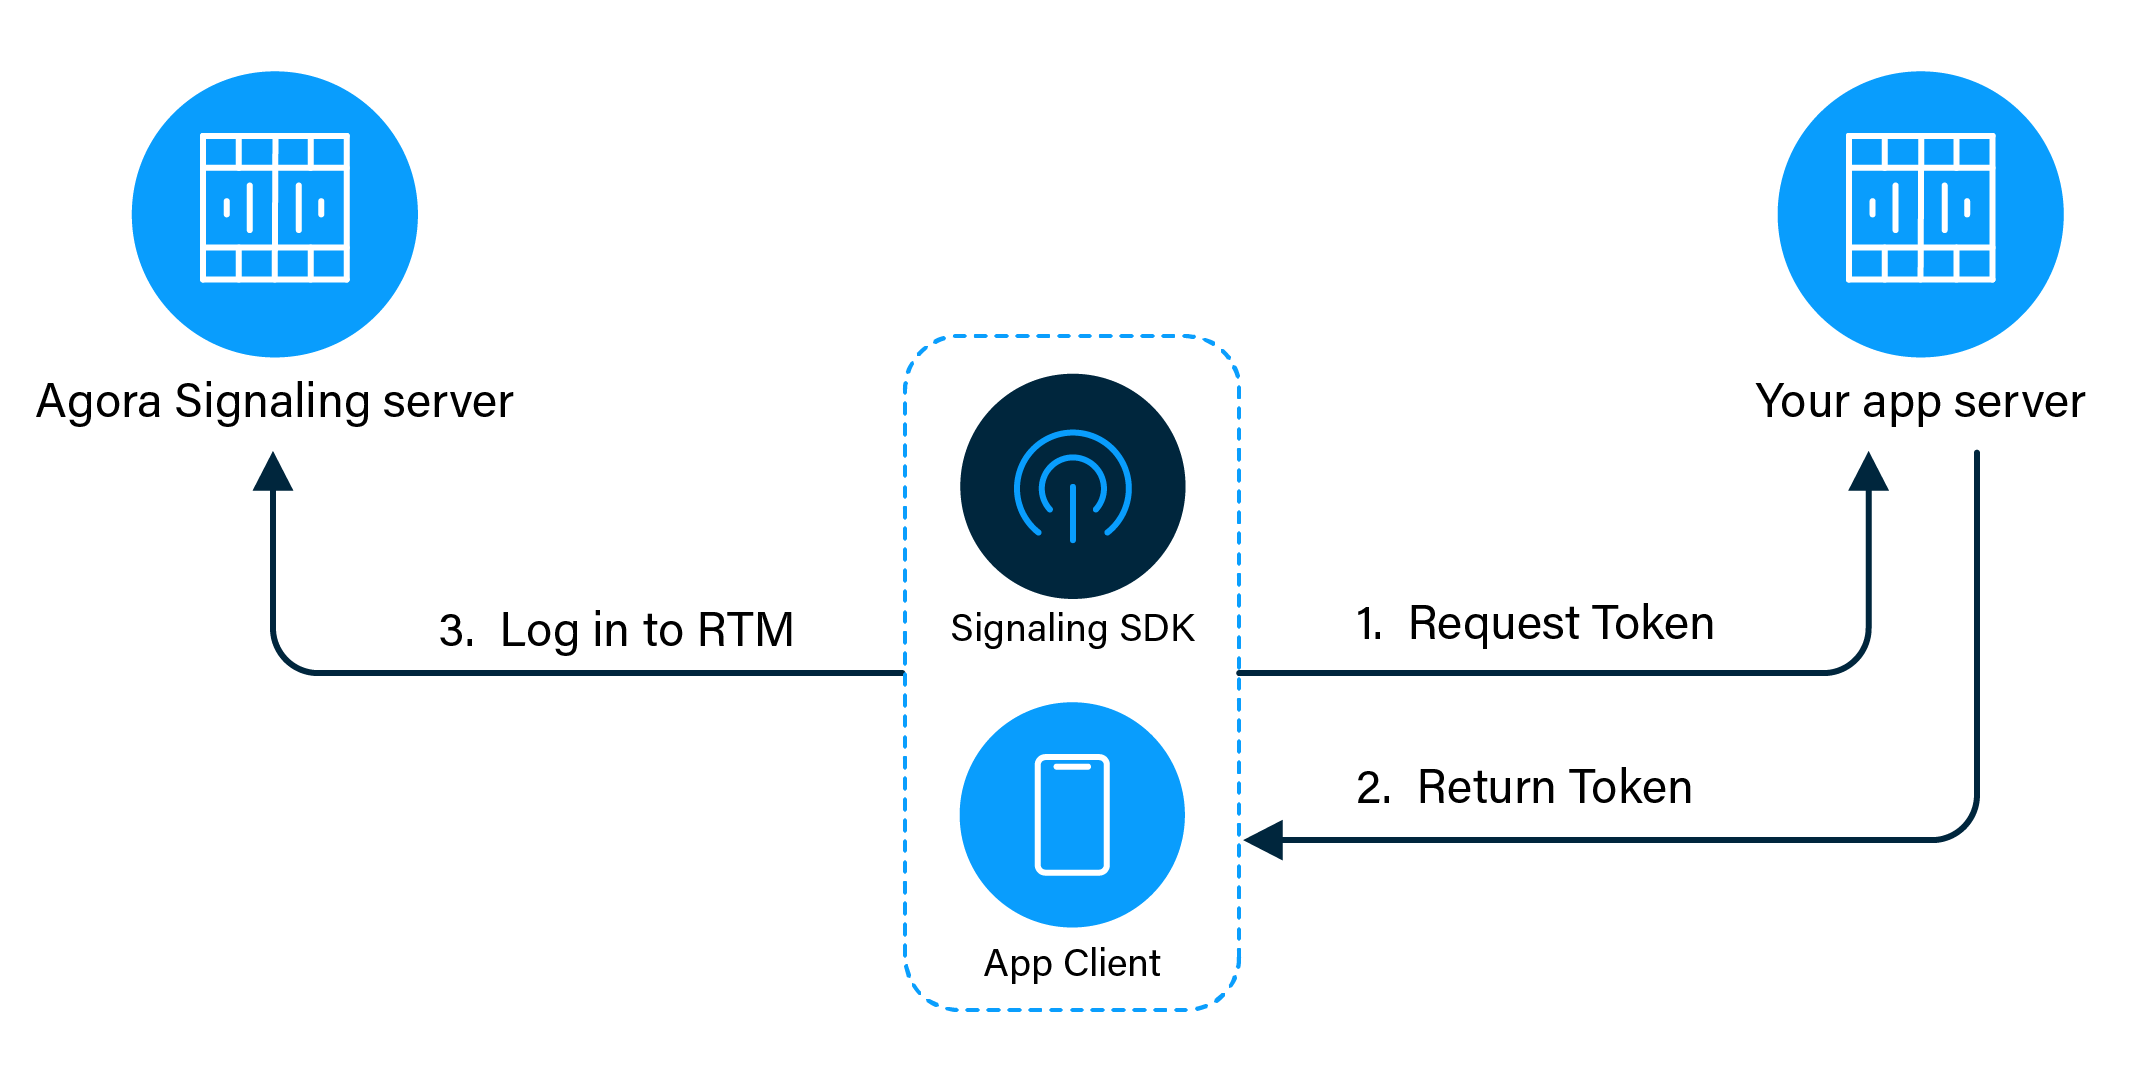 Agora Signaling server
Your app server
3. Log in to RTM
Signaling SDK
1. Request Token
2. Return Token
App Client